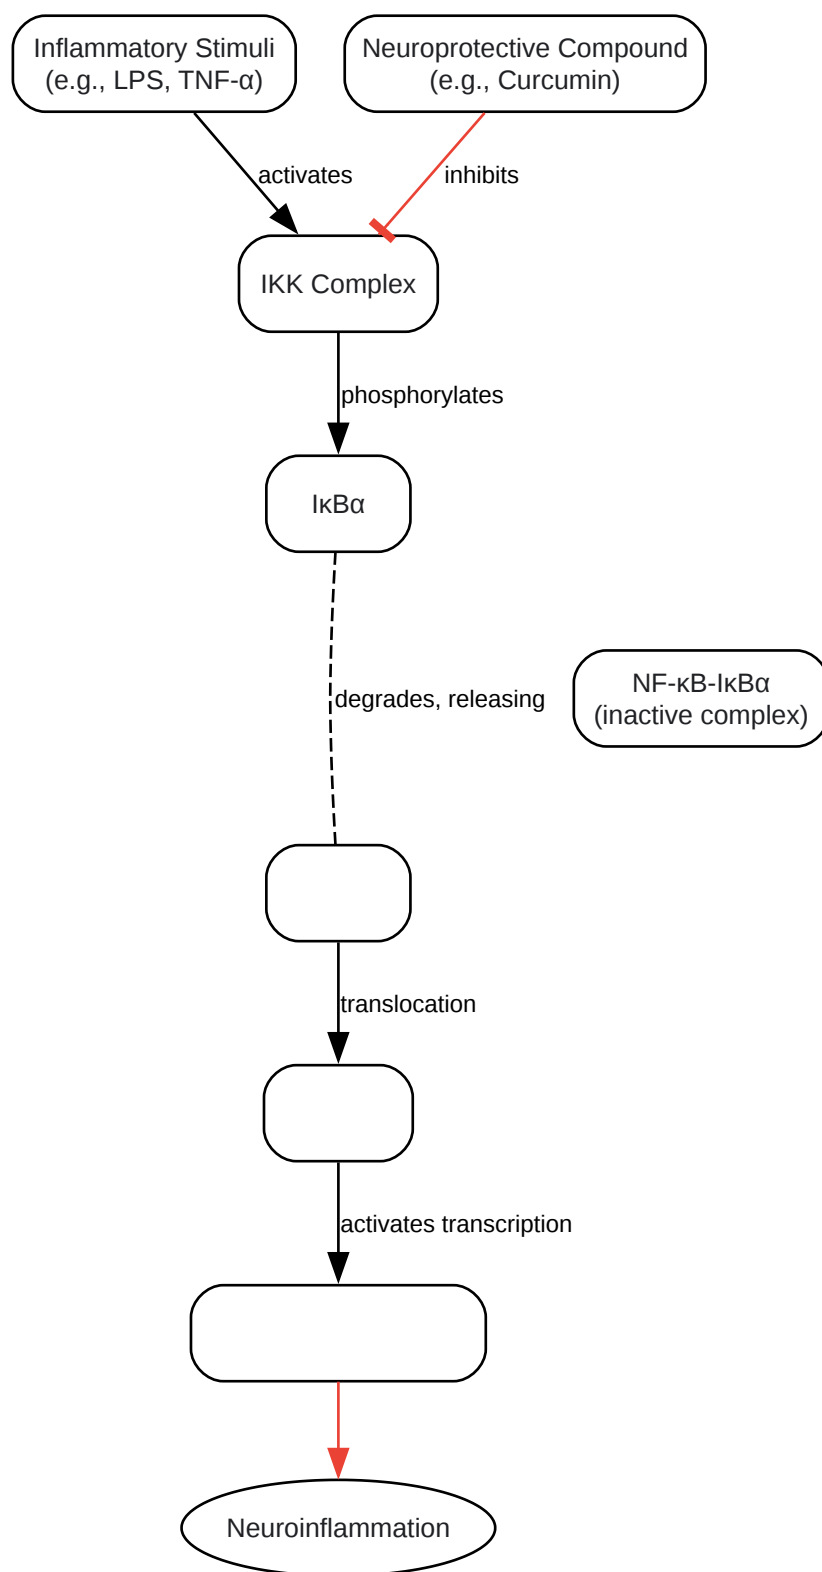 Inflammatory Stimuli
(e.g., LPS, TNF-α)
Neuroprotective Compound
(e.g., Curcumin)
activates
inhibits
IKK Complex
phosphorylates
IκBα
degrades, releasing
NF-κB-IκBα
(inactive complex)
translocation
activates transcription
Neuroinflammation